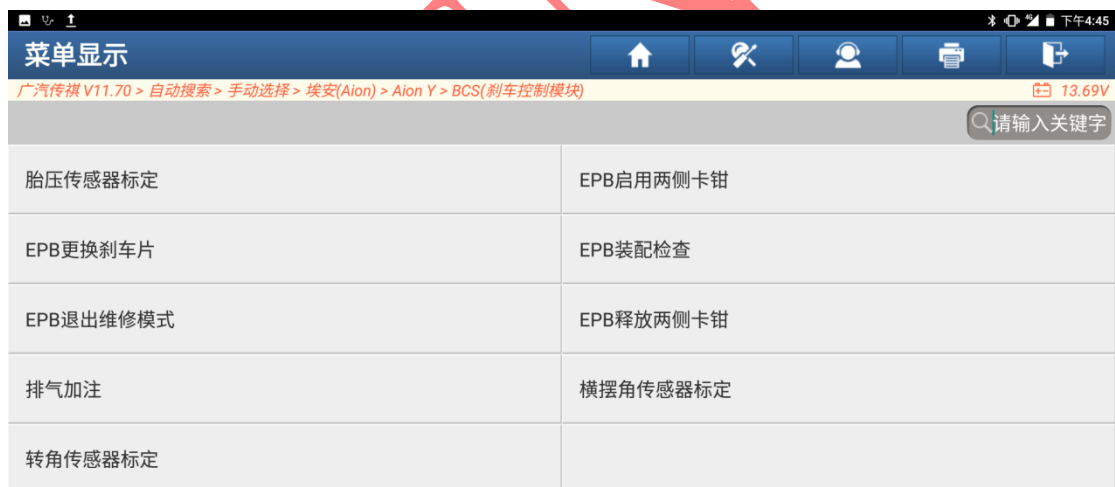 下午4:45
菜单显示
广汽传祺 V11.70 > 自动搜索 > 手动选择 > 埃安(Aion) > Aion Y > BCS(刹车控制模块)
13.69V
请输入关键字
胎压传感器标定
EPB启用两侧卡钳
EPB更换刹车片
EPB装配检查
EPB退出维修模式
EPB释放两侧卡钳
排气加注
横摆角传感器标定
转角传感器标定